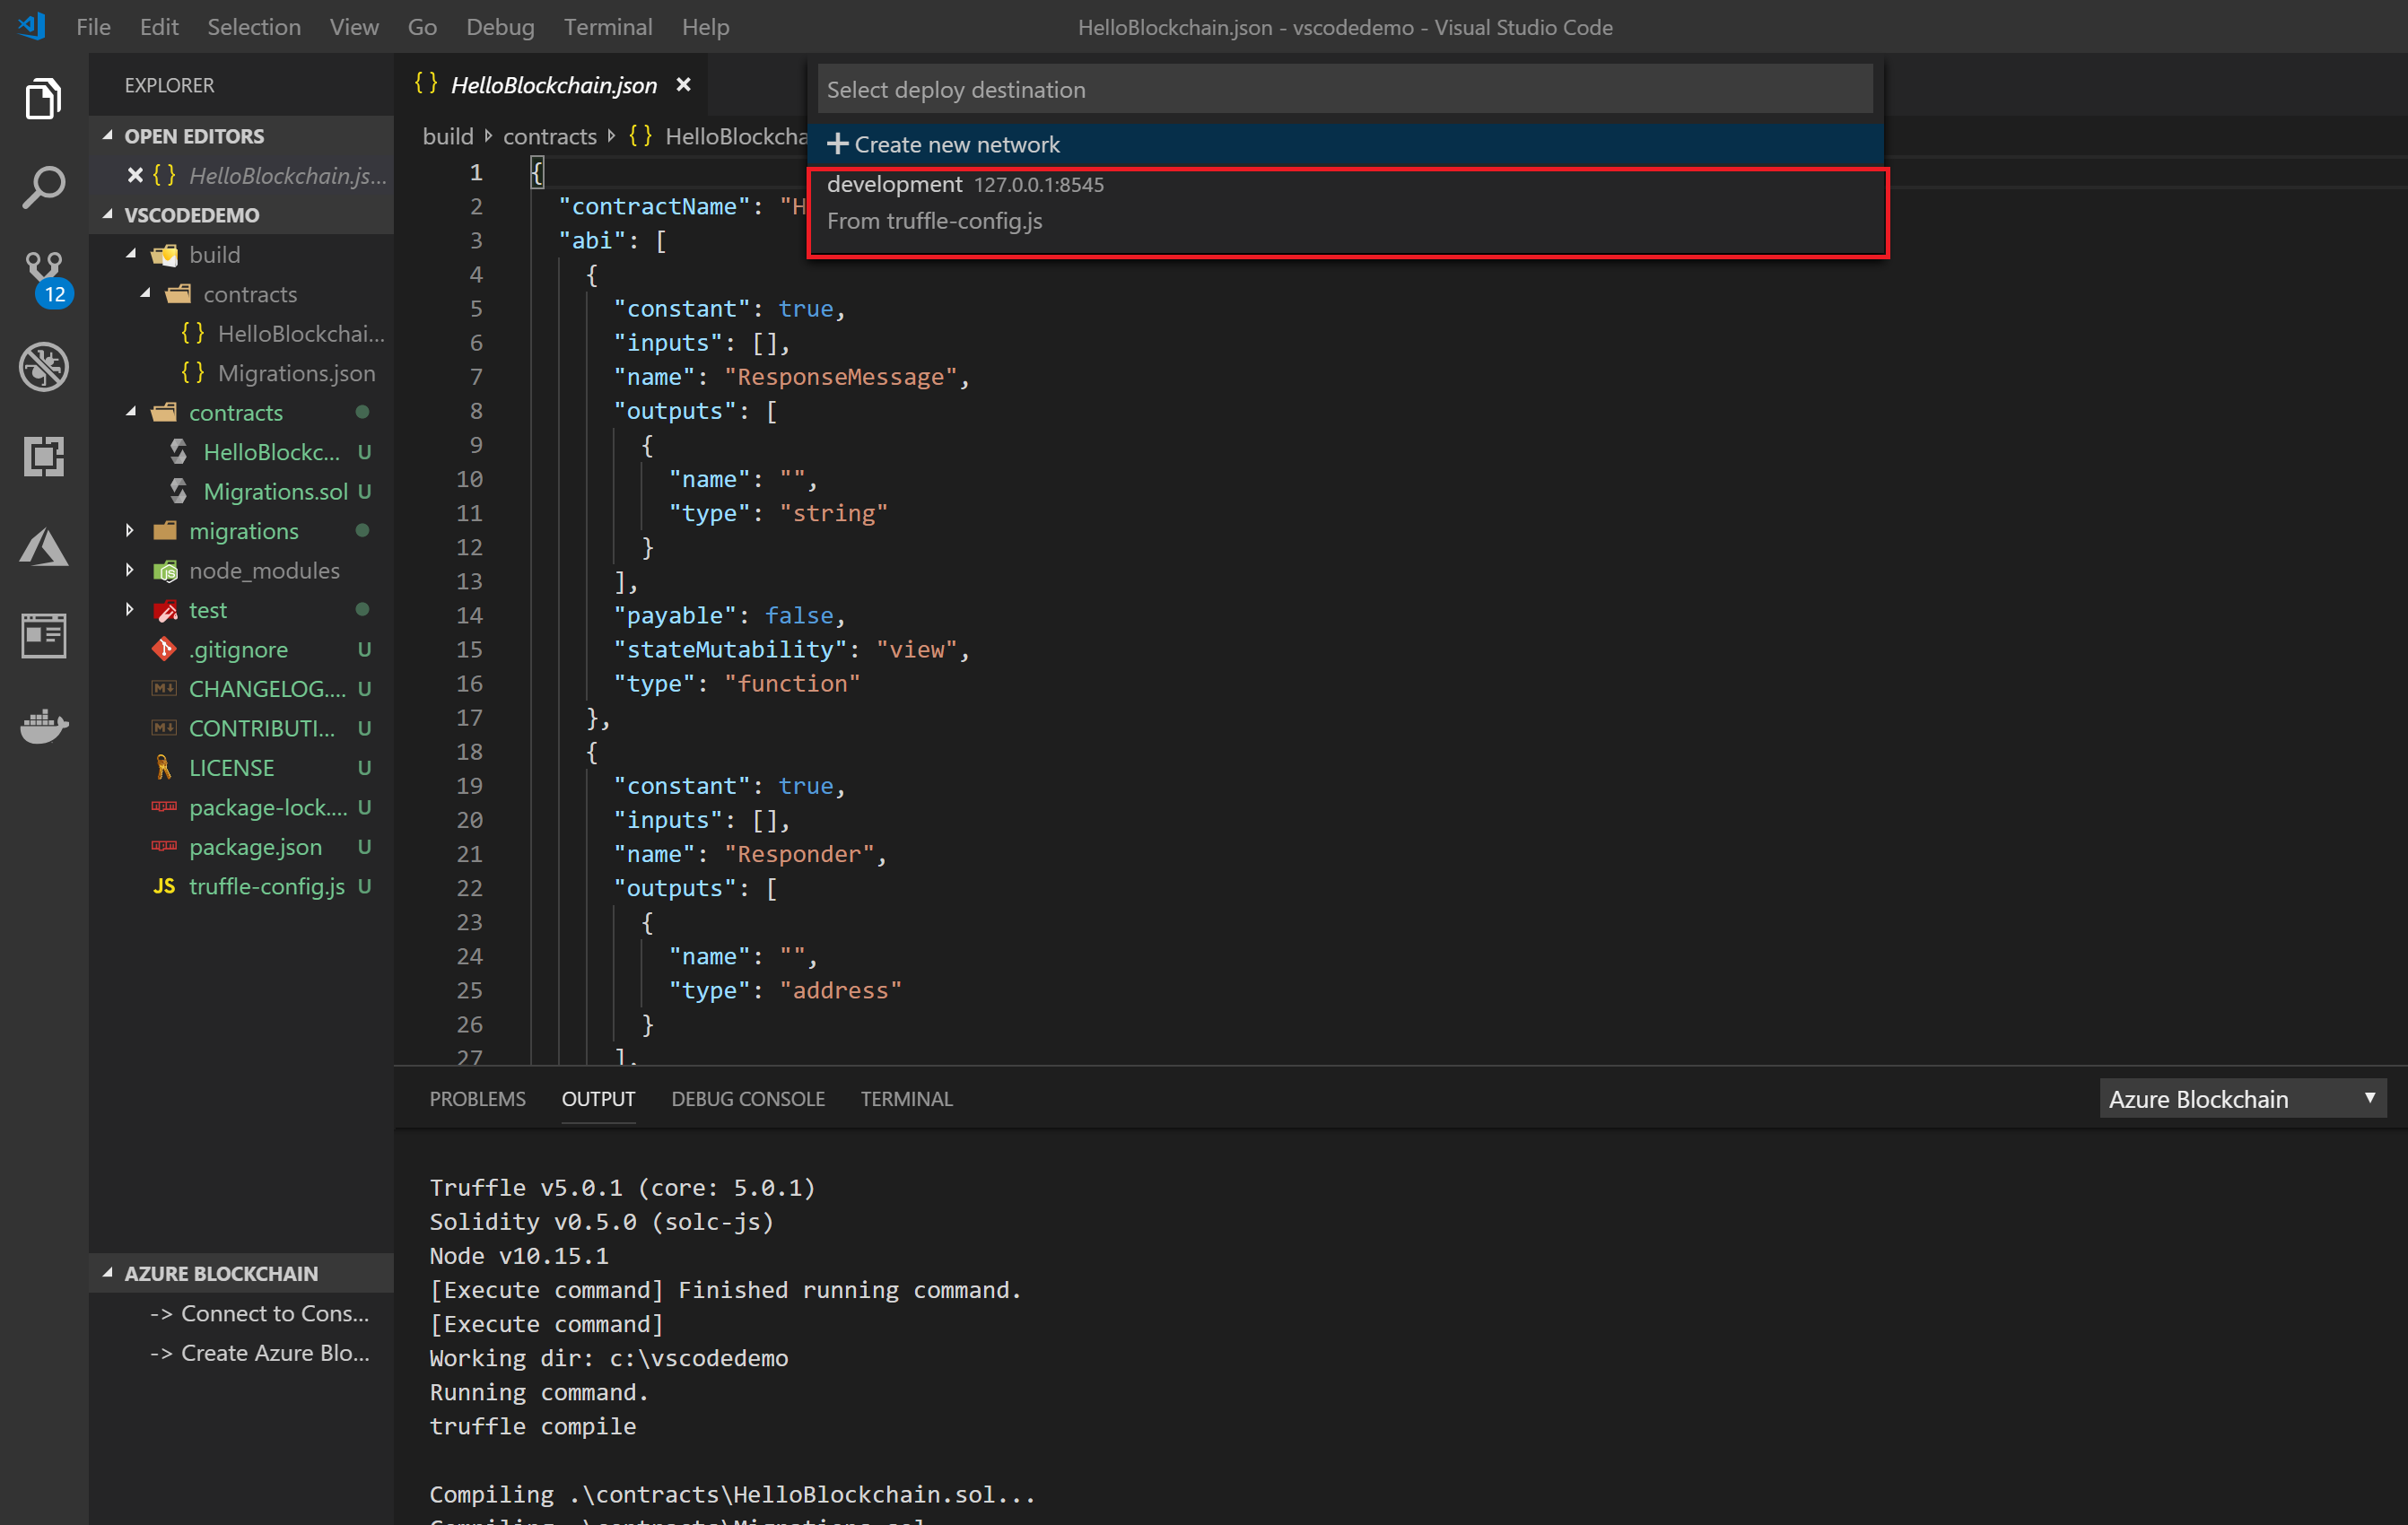 File Edit Selection View Go Debug Terminal Help
HelloBlockchain.json - vscodedemo - Visual Studio Code
EXPLORER
OPEN EDITORS
HelloBlockchain.js...
VSCODEDEMO
build
contracts
HelloBlockchai...
Migrations.json
contracts
HelloBlockc... U
Migrations.sol U
migrations
node_modules
test
.gitignore U
CHANGELOG.... U
CONTRIBUTI... U
LICENSE U
package-lock.... U
package.json U
JS truffle-config.js U
12
AZURE BLOCKCHAIN
-> Connect to Cons...
-> Create Azure Blo...
{ } HelloBlockchain.json
build contracts { } HelloBlockcha
Select deploy destination
+ Create new network
development 127.0.0.1:8545
From truffle-config.js
1 {
2 "contractName": "H
3 "abi": [
4 {
5 "constant": true,
6 "inputs": [],
7 "name": "ResponseMessage",
8 "outputs": [
9 {
10 "name": "",
11 "type": "string"
12 }
13 ],
14 "payable": false,
15 "stateMutability": "view",
16 "type": "function"
17 },
18 {
19 "constant": true,
20 "inputs": [],
21 "name": "Responder",
22 "outputs": [
23 {
24 "name": "",
25 "type": "address"
26 }
27 ],
PROBLEMS OUTPUT DEBUG CONSOLE TERMINAL
Azure Blockchain
Truffle v5.0.1 (core: 5.0.1)
Solidity v0.5.0 (solc-js)
Node v10.15.1
[Execute command] Finished running command.
[Execute command]
Working dir: c:\vscodedemo
Running command.
truffle compile
Compiling .\contracts\HelloBlockchain.sol...
Compiling .\contracts\Migrations.sol